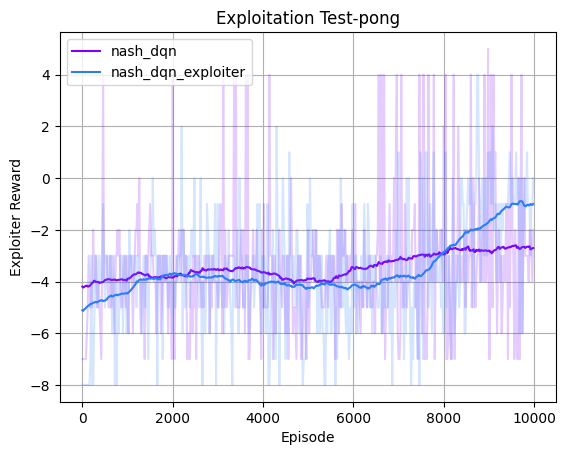 Exploitation Test-pong
nash_dqn
nash_dqn_exploiter
Exploiter Reward
4
2
0
−2
−4
−6
−8
0 2000 4000 6000 8000 10000
Episode